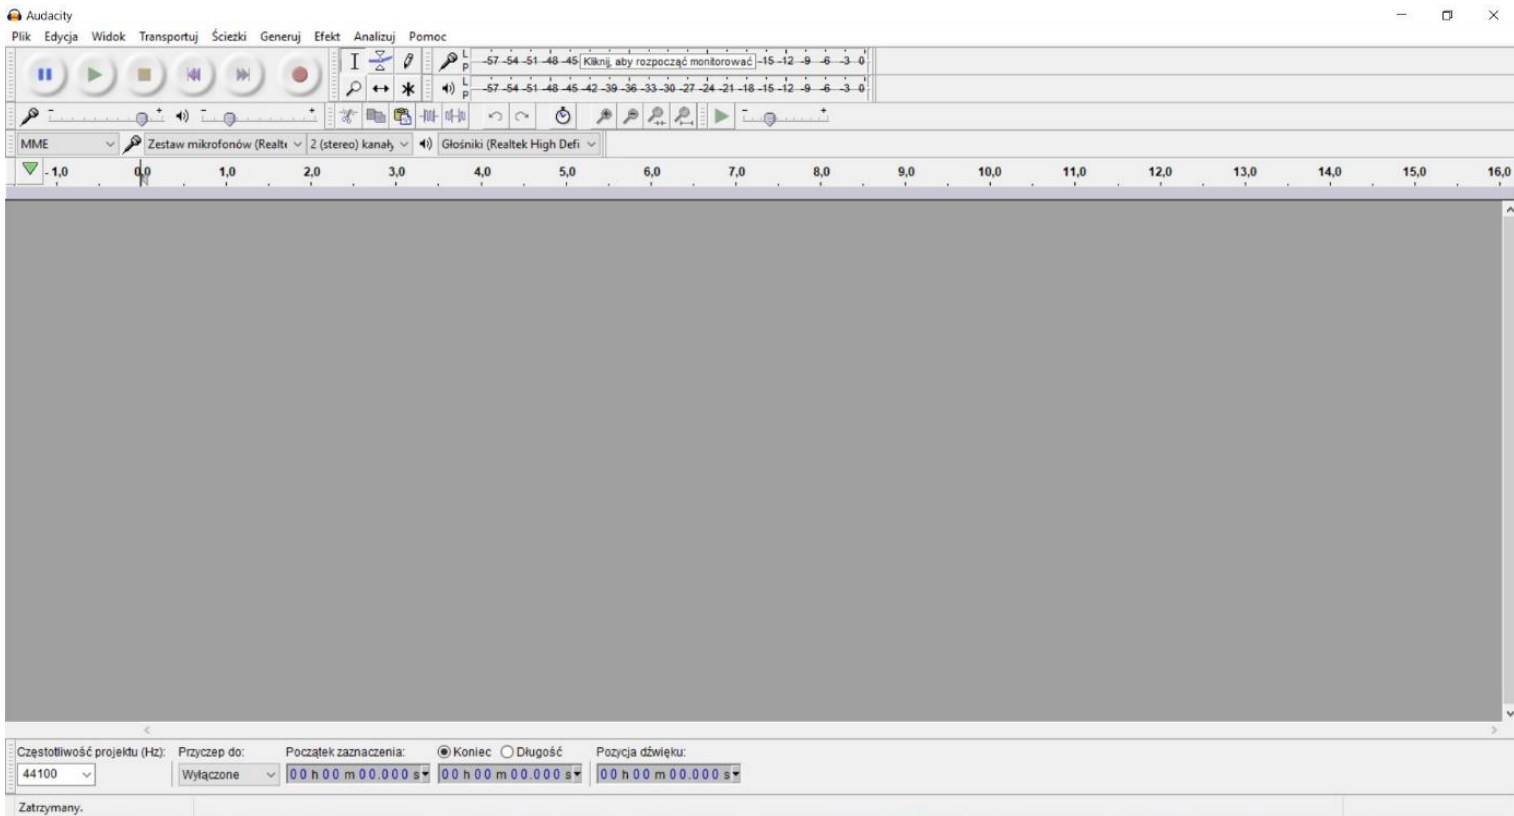 Audacity
Plik Edycja Widok Transportuj Ścieżki Generuj Efekt Analizuj Pomoc
L
P
-57 -54 -51 -48 -45 Kliknij, aby rozpocząć monitorować -15 -12 -9 -6 -3 0
L
P
-57 -54 -51 -48 -45 -42 -39 -36 -33 -30 -27 -24 -21 -18 -15 -12 -9 -6 -3 0
- + - + - +
MME Zestaw mikrofonów (Realte 2 (stereo) kanały Głośniki (Realtek High Defi
- 1,0 0,0 1,0 2,0 3,0 4,0 5,0 6,0 7,0 8,0 9,0 10,0 11,0 12,0 13,0 14,0 15,0 16,0
Częstotliwość projektu (Hz): Przyczep do: Początek zaznaczenia: Koniec Długość Pozycja dźwięku:
44100 Wyłączone 00 h 00 m 00.000 s 00 h 00 m 00.000 s 00 h 00 m 00.000 s
Zatrzymany.